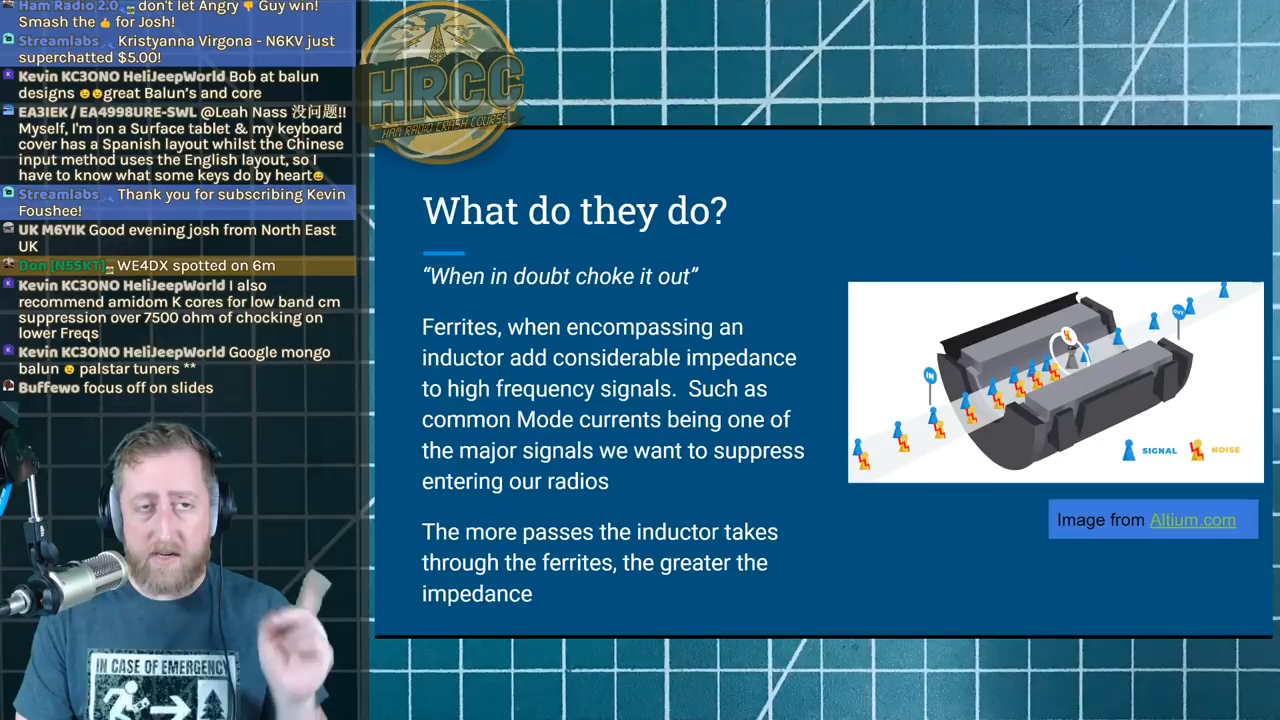 Ham Radio 2.0 don't let Angry 👎 Guy win!
Smash the 👍 for Josh!
Streamlabs Kristyanna Virgona - N6KV just
superchatted $5.00!
Kevin KC3ONO HeliJeepWorld Bob at balun
designs great Balun's and core
EA3IEK / EA4998URE-SWL @Leah Nass 没问题!!
Myself, I'm on a Surface tablet & my keyboard
cover has a Spanish layout whilst the Chinese
input method uses the English layout, so I
have to know what some keys do by heart
Streamlabs Thank you for subscribing Kevin
Foushee!
UK M6YIK Good evening josh from North East
UK
Don [N5SKT] WE4DX spotted on 6m
Kevin KC3ONO HeliJeepWorld I also
recommend amidom K cores for low band cm
suppression over 7500 ohm of chocking on
lower Freqs
Kevin KC3ONO HeliJeepWorld Google mongo
balun palstar tuners **
Buffewo focus off on slides
HRCC
HAM RADIO CRASH COURSE
What do they do?
"When in doubt choke it out"
Ferrites, when encompassing an
inductor add considerable impedance
to high frequency signals. Such as
common Mode currents being one of
the major signals we want to suppress
entering our radios
The more passes the inductor takes
through the ferrites, the greater the
impedance
IN
OUT
SIGNAL
NOISE
Image from Altium.com
IN CASE OF EMERGENCY